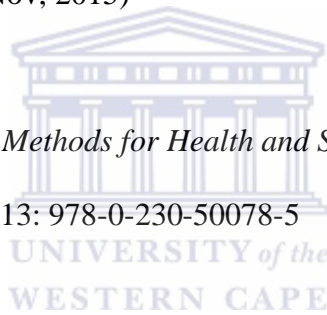 Nov, 2013)
Methods for Health and S
13: 978-0-230-50078-5
UNIVERSITY of the
WESTERN CAPE